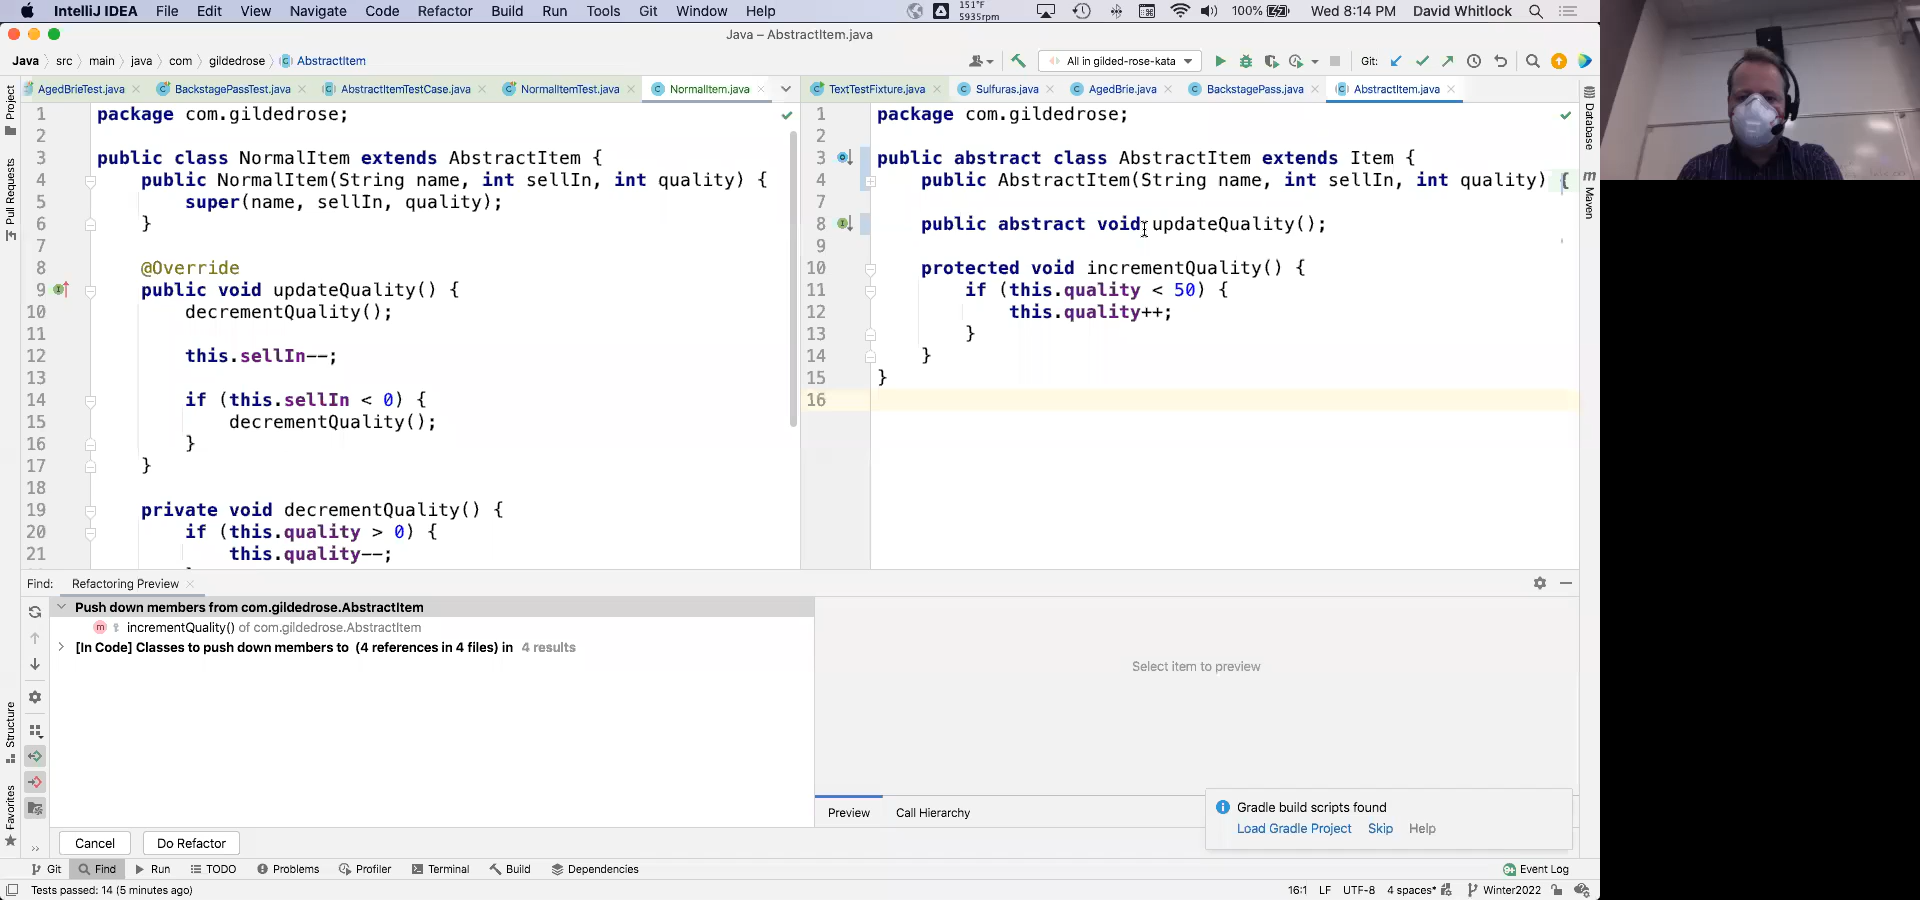 IntelliJ IDEA File Edit View Navigate Code Refactor Build Run Tools Git Window Help 151°F 5935rpm 100% Wed 8:14 PM David Whitlock
Java – AbstractItem.java
Java src main java com gildedrose AbstractItem All in gilded-rose-kata Git:
AgedBrieTest.java BackstagePassTest.java AbstractItemTestCase.java NormalItemTest.java NormalItem.java TextTestFixture.java Sulfuras.java AgedBrie.java BackstagePass.java AbstractItem.java
Project
Pull Requests
Structure
Favorites
1 package com.gildedrose;
2
3 public class NormalItem extends AbstractItem {
4 public NormalItem(String name, int sellIn, int quality) {
5 super(name, sellIn, quality);
6 }
7
8 @Override
9 public void updateQuality() {
10 decrementQuality();
11
12 this.sellIn--;
13
14 if (this.sellIn < 0) {
15 decrementQuality();
16 }
17 }
18
19 private void decrementQuality() {
20 if (this.quality > 0) {
21 this.quality--;
1 package com.gildedrose;
2
3 public abstract class AbstractItem extends Item {
4 public AbstractItem(String name, int sellIn, int quality) {
7
8 public abstract void updateQuality();
9
10 protected void incrementQuality() {
11 if (this.quality < 50) {
12 this.quality++;
13 }
14 }
15 }
16
Database
Maven
Find: Refactoring Preview
Push down members from com.gildedrose.AbstractItem
incrementQuality() of com.gildedrose.AbstractItem
[In Code] Classes to push down members to (4 references in 4 files) in 4 results
Select item to preview
Preview Call Hierarchy
Gradle build scripts found
Load Gradle Project Skip Help
Cancel Do Refactor
Git Find Run TODO Problems Profiler Terminal Build Dependencies 9+ Event Log
Tests passed: 14 (5 minutes ago) 16:1 LF UTF-8 4 spaces* Winter2022